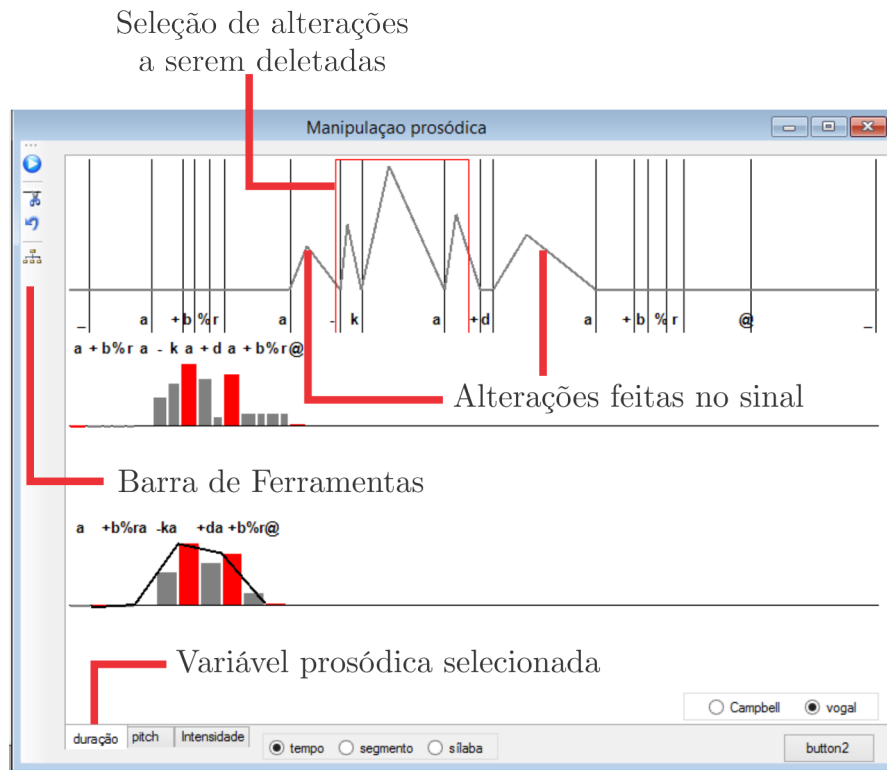 Seleção de alterações
a serem deletadas
Manipulaçao prosódica
_ a +b %r a - k a +d a +b %r @ _
a +b%r a - k a +d a +b%r@
Alterações feitas no sinal
Barra de Ferramentas
a +b%ra -ka +da +b%r@
Variável prosódica selecionada
Campbell vogal
duração pitch Intensidade tempo segmento sílaba button2